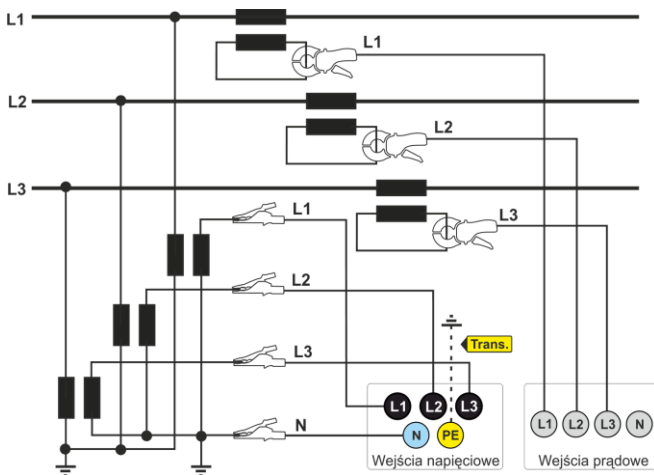 L1
L1
L2
L2
L3
L3
L1
L2
L3
Trans.
N
L1 L2 L3
N PE
L1 L2 L3 N
Wejścia napięciowe
Wejścia prądowe